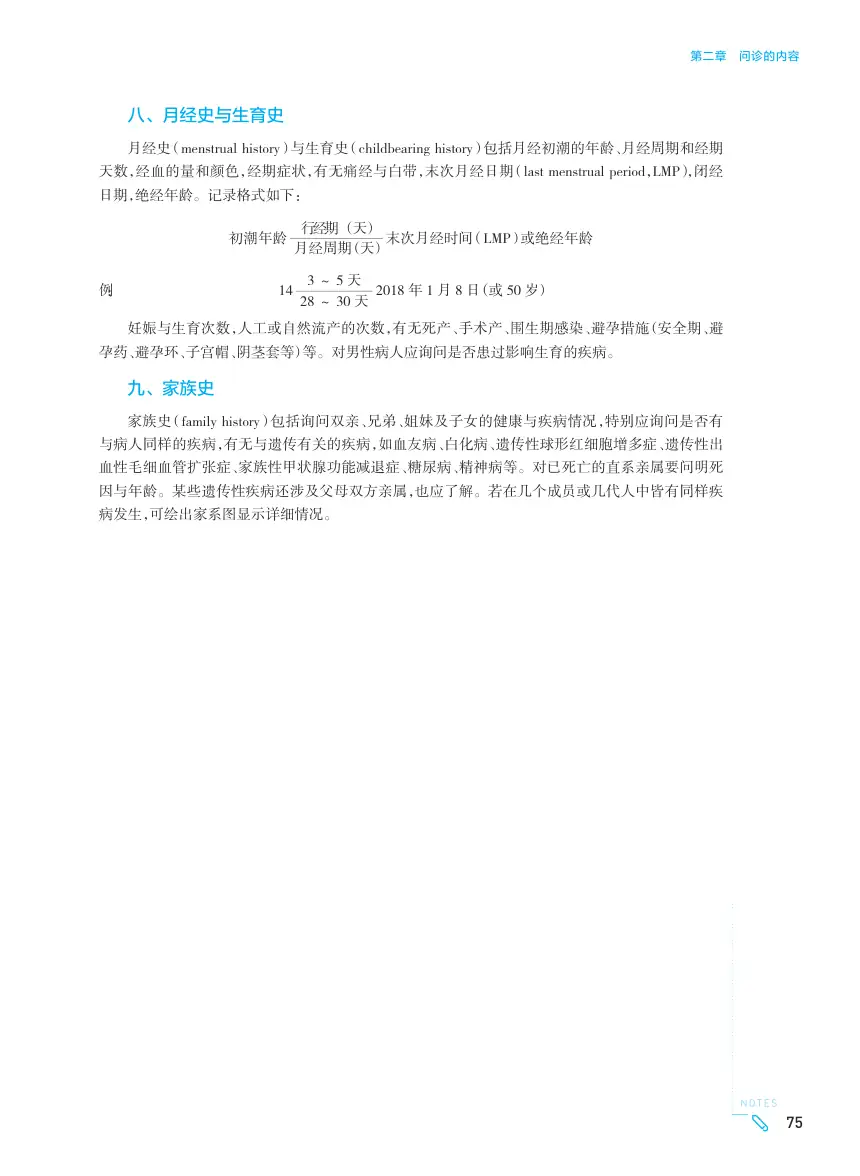 第二章 问诊的内容
八、月经史与生育史
月经史(menstrual history)与生育史(childbearing history)包括月经初潮的年龄、月经周期和经期
天数,经血的量和颜色,经期症状,有无痛经与白带,末次月经日期(last menstrual period,LMP),闭经
日期,绝经年龄。记录格式如下:
行经期(天)
初潮年龄 末次月经时间(LMP)或绝经年龄
月经周期(天)
3 ~ 5 天
例 14 2018 年 1 月 8 日(或 50 岁)
28 ~ 30 天
妊娠与生育次数,人工或自然流产的次数,有无死产、手术产、围生期感染、避孕措施(安全期、避
孕药、避孕环、子宫帽、阴茎套等)等。对男性病人应询问是否患过影响生育的疾病。
九、家族史
家族史(family history)包括询问双亲、兄弟、姐妹及子女的健康与疾病情况,特别应询问是否有
与病人同样的疾病,有无与遗传有关的疾病,如血友病、白化病、遗传性球形红细胞增多症、遗传性出
血性毛细血管扩张症、家族性甲状腺功能减退症、糖尿病、精神病等。对已死亡的直系亲属要问明死
因与年龄。某些遗传性疾病还涉及父母双方亲属,也应了解。若在几个成员或几代人中皆有同样疾
病发生,可绘出家系图显示详细情况。
NOTES
75